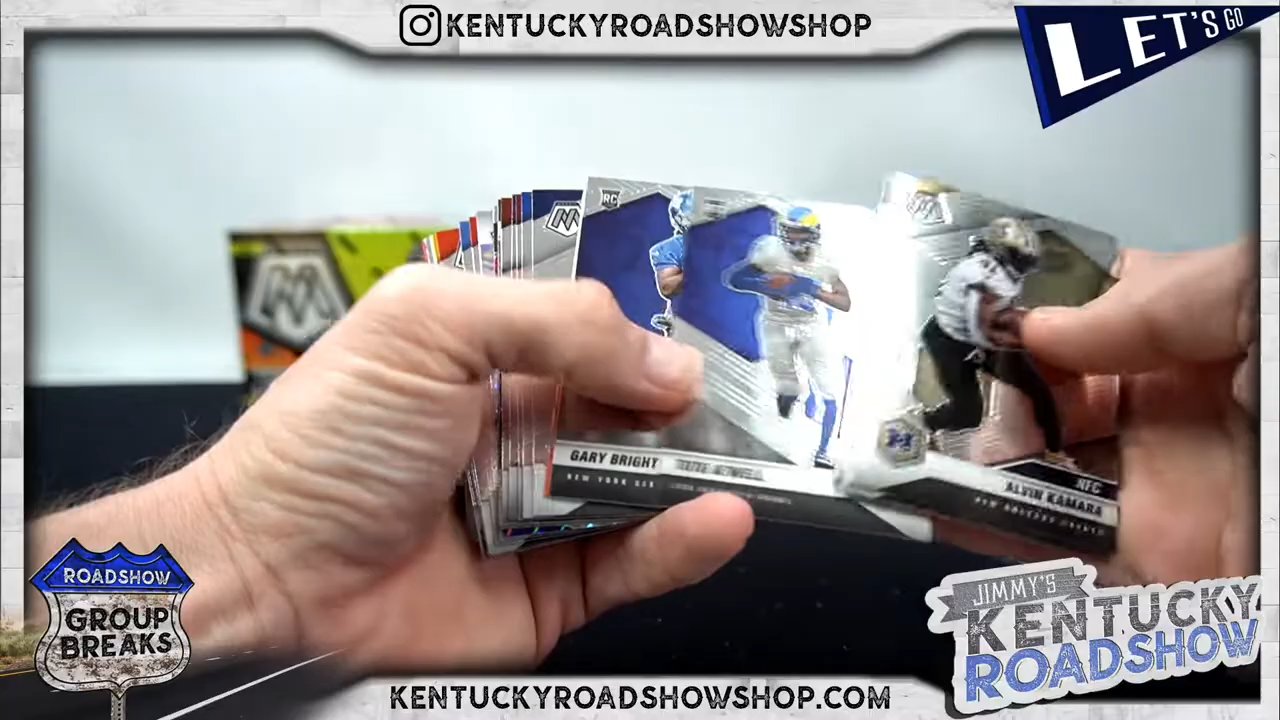 KENTUCKYROADSHOWSHOP
LET'S GO
RC
GARY BRIGHT
NEW YORK GIA
NFC
ALVIN KAMARA
ROADSHOW
GROUP
BREAKS
JIMMY'S
KENTUCKY
ROADSHOW
KENTUCKYROADSHOWSHOP.COM